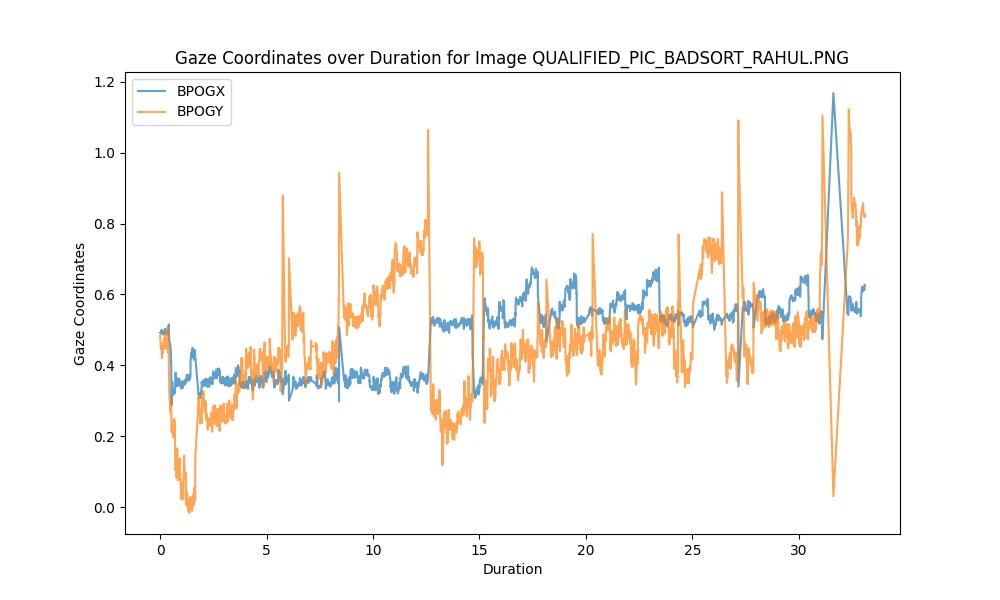 Gaze Coordinates over Duration for Image QUALIFIED_PIC_BADSORT_RAHUL.PNG
BPOGX
BPOGY
Gaze Coordinates
1.2
1.0
0.8
0.6
0.4
0.2
0.0
0 5 10 15 20 25 30
Duration